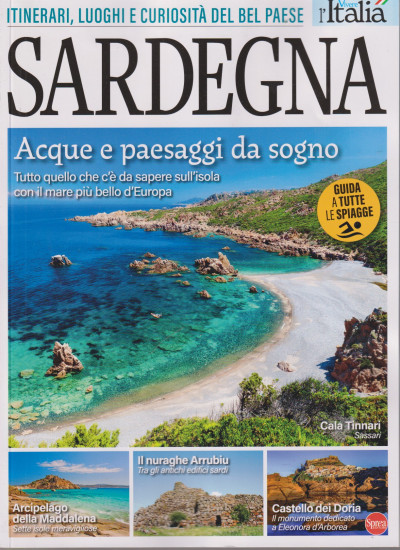 ITINERARI, LUOGHI E CURIOSITÀ DEL BEL PAESE
Vivere
l'Italia
SARDEGNA
Acque e paesaggi da sogno
Tutto quello che c'è da sapere sull'isola
con il mare più bello d'Europa
GUIDA
A TUTTE
LE SPIAGGE
Cala Tinnari
Sassari
Arcipelago
della Maddalena
Sette isole meravigliose
Il nuraghe Arrubiu
Tra gli antichi edifici sardi
Castello dei Doria
Il monumento dedicato
a Eleonora d'Arborea
Sprea